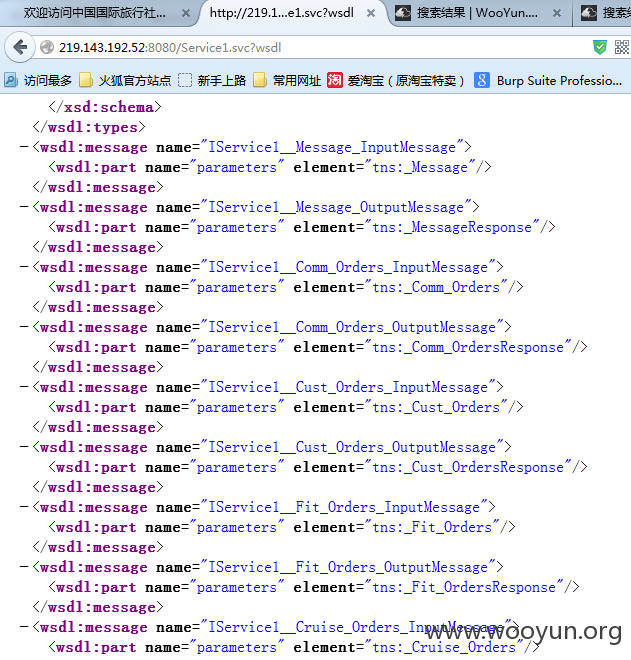 欢迎访问中国国际旅行社... × http://219.1...e1.svc?wsdl × 搜索结果 | WooYun.... × 搜索
219.143.192.52:8080/Service1.svc?wsdl
访问最多 火狐官方站点 新手上路 常用网址 淘 爱淘宝（原淘宝特卖） 8 Burp Suite Professio...
</xsd:schema>
</wsdl:types>
−<wsdl:message name="IService1__Message_InputMessage">
<wsdl:part name="parameters" element="tns:_Message"/>
</wsdl:message>
−<wsdl:message name="IService1__Message_OutputMessage">
<wsdl:part name="parameters" element="tns:_MessageResponse"/>
</wsdl:message>
−<wsdl:message name="IService1__Comm_Orders_InputMessage">
<wsdl:part name="parameters" element="tns:_Comm_Orders"/>
</wsdl:message>
−<wsdl:message name="IService1__Comm_Orders_OutputMessage">
<wsdl:part name="parameters" element="tns:_Comm_OrdersResponse"/>
</wsdl:message>
−<wsdl:message name="IService1__Cust_Orders_InputMessage">
<wsdl:part name="parameters" element="tns:_Cust_Orders"/>
</wsdl:message>
−<wsdl:message name="IService1__Cust_Orders_OutputMessage">
<wsdl:part name="parameters" element="tns:_Cust_OrdersResponse"/>
</wsdl:message>
−<wsdl:message name="IService1__Fit_Orders_InputMessage">
<wsdl:part name="parameters" element="tns:_Fit_Orders"/>
</wsdl:message>
−<wsdl:message name="IService1__Fit_Orders_OutputMessage">
<wsdl:part name="parameters" element="tns:_Fit_OrdersResponse"/>
</wsdl:message>
−<wsdl:message name="IService1__Cruise_Orders_InputMessage">
www.wooyun.org
<wsdl:part name="parameters" element="tns:_Cruise_Orders"/>